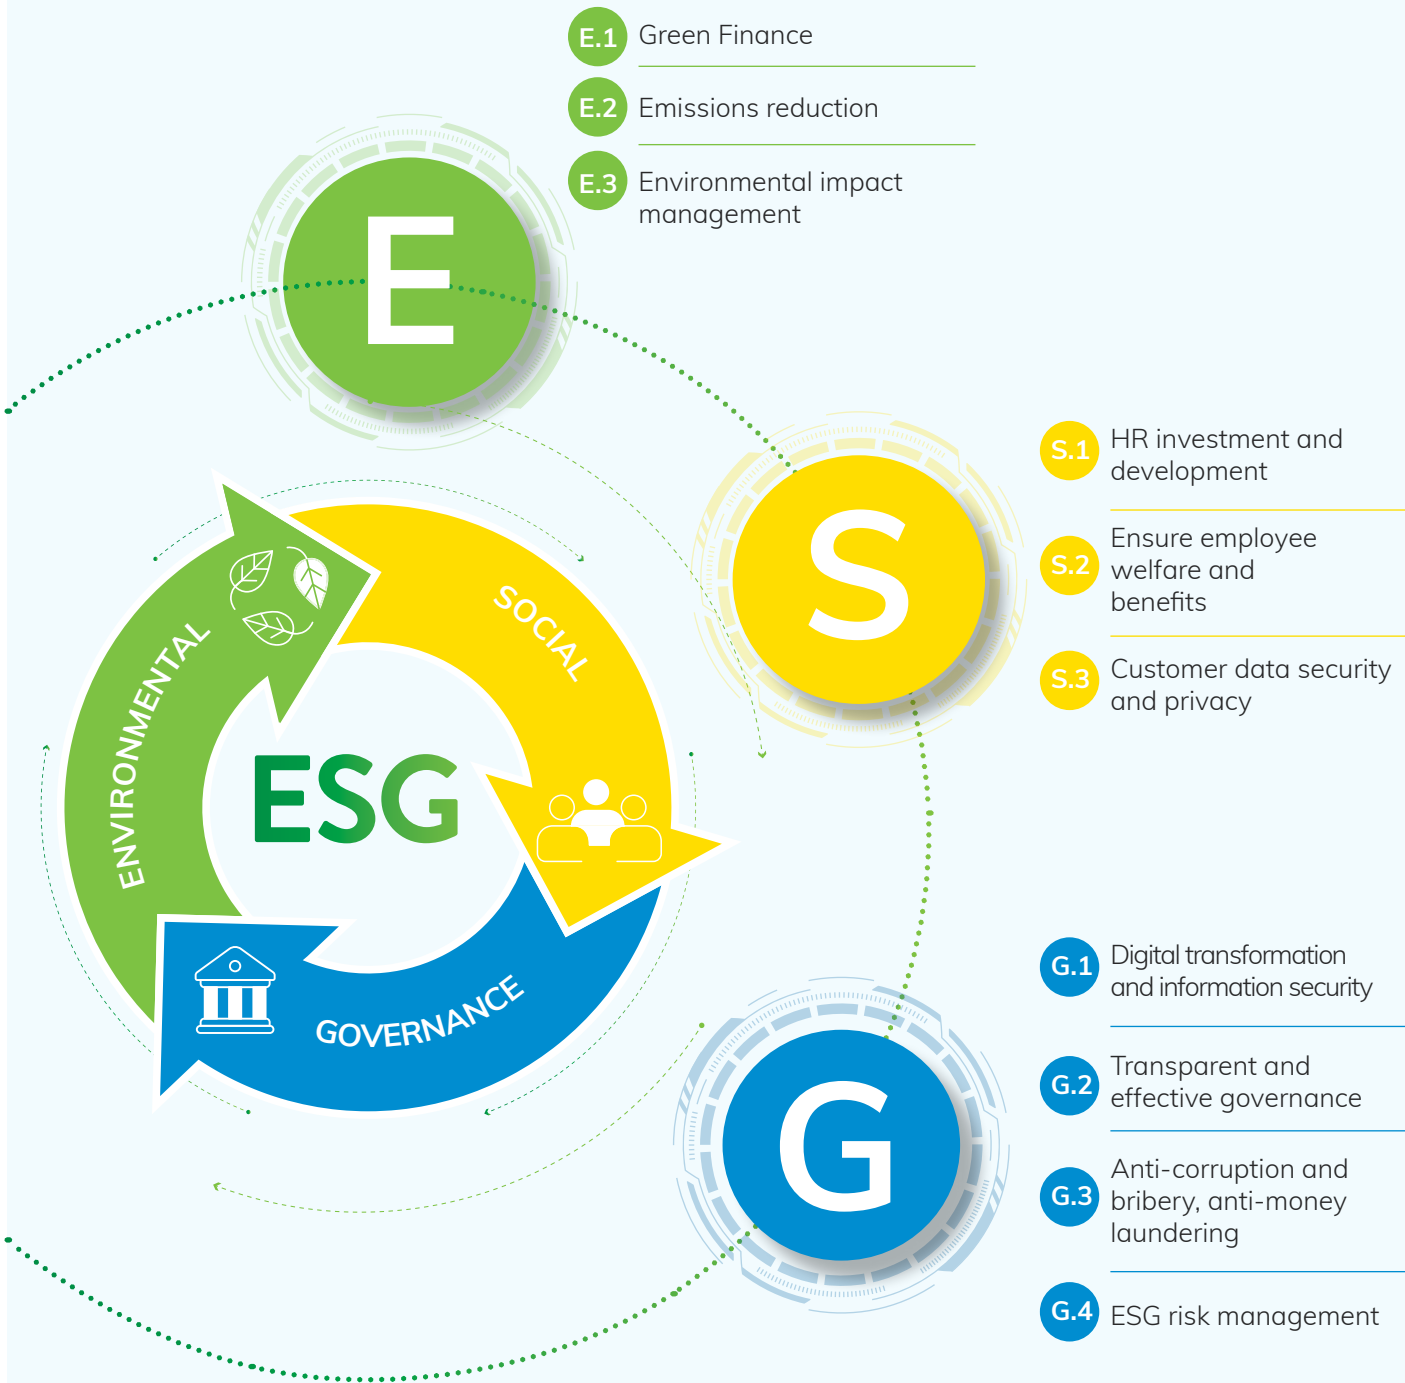 E.1 Green Finance
E.2 Emissions reduction
E.3 Environmental impact
management
E
S
S.1 HR investment and
development
S.2 Ensure employee
welfare and
benefits
S.3 Customer data security
and privacy
ENVIRONMENTAL
SOCIAL
ESG
GOVERNANCE
G
G.1 Digital transformation
and information security
G.2 Transparent and
effective governance
G.3 Anti-corruption and
bribery, anti-money
laundering
G.4 ESG risk management